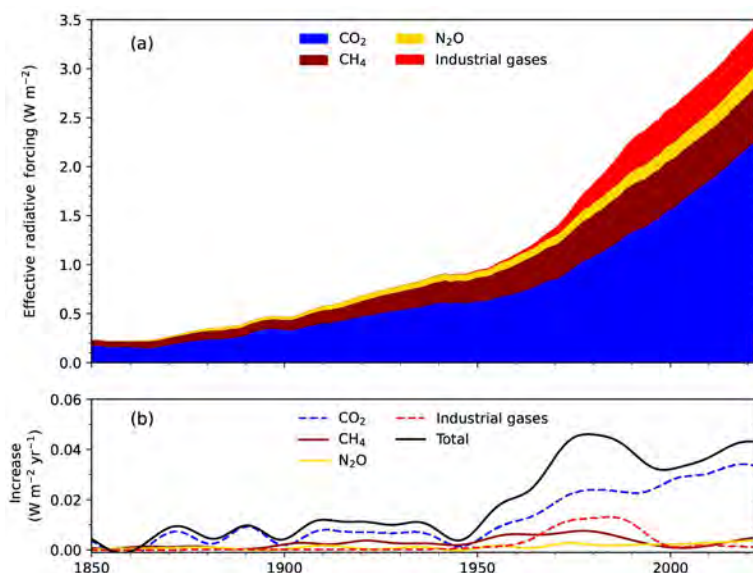 (a)
CO₂
N₂O
CH₄
Industrial gases
Effective radiative forcing (W m⁻²)
3.5
3.0
2.5
2.0
1.5
1.0
0.5
0.0
(b)
CO₂
Industrial gases
CH₄
Total
N₂O
Increase
(W m⁻² yr⁻¹)
0.06
0.04
0.02
0.00
1850
1900
1950
2000